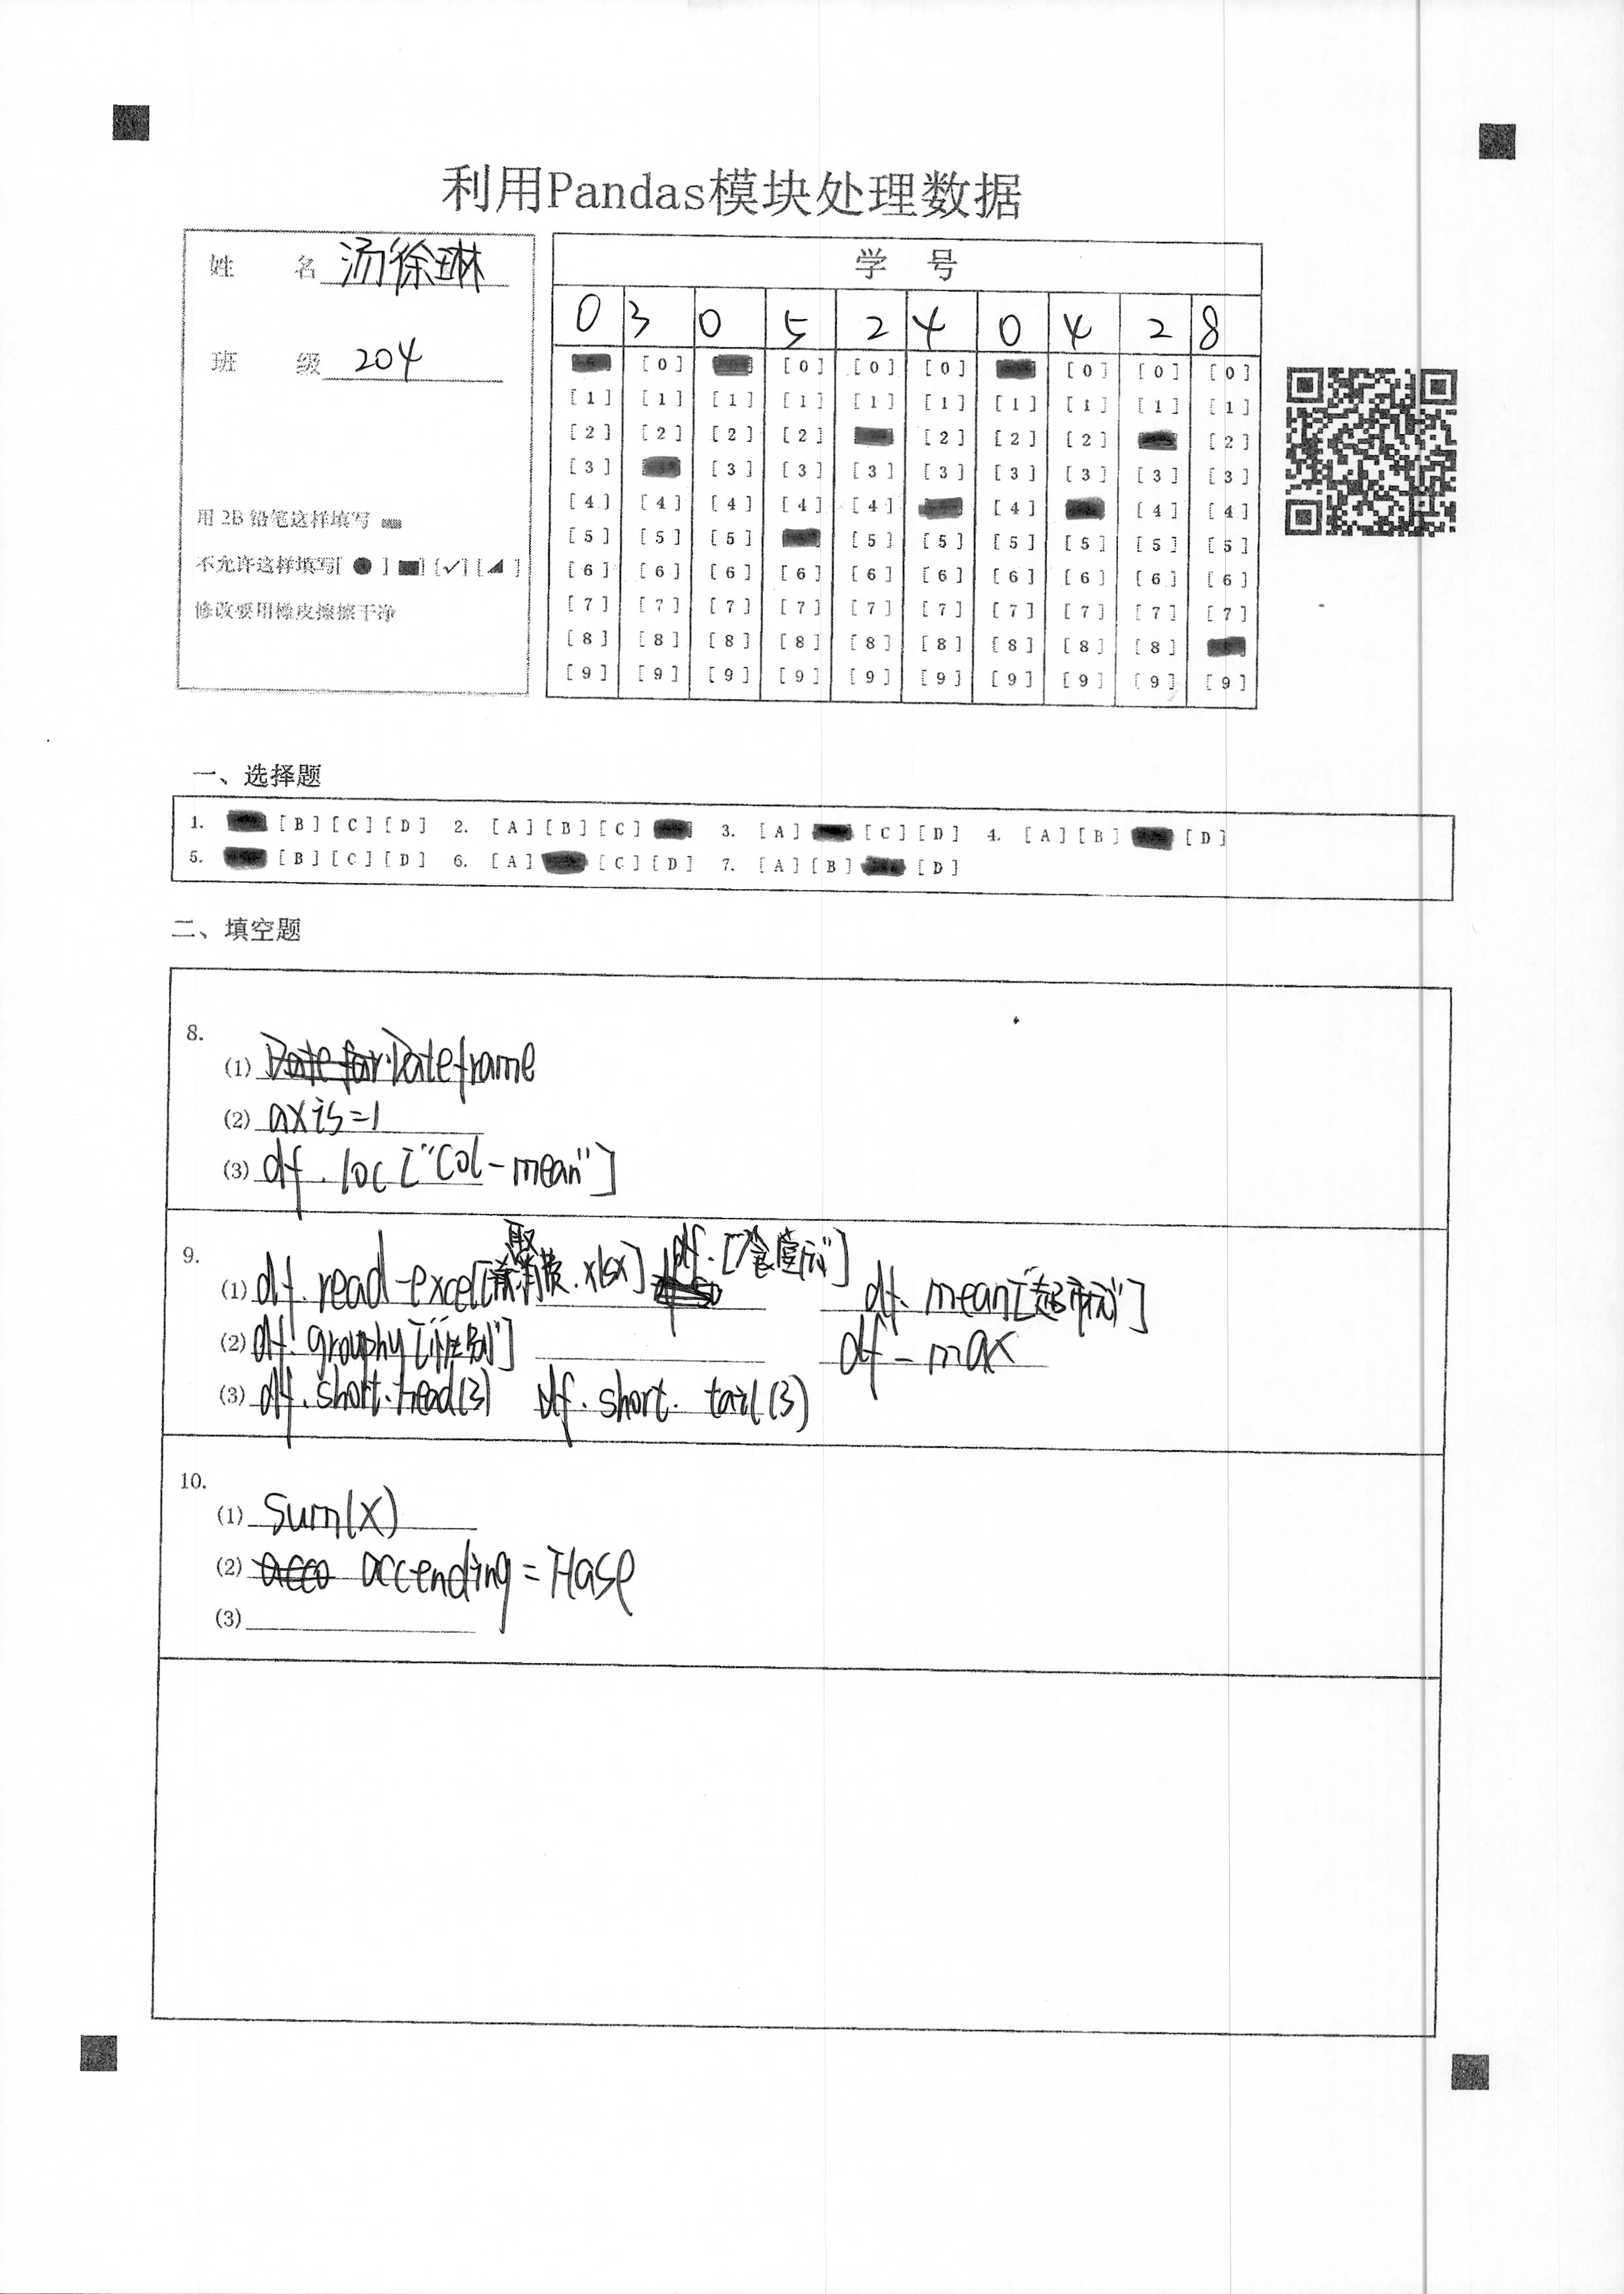 利用Pandas模块处理数据
姓 名 汤徐琳
班 级 204
用 2B 铅笔这样填写
不允许这样填写[ ● ] ■] [✓] [◢ ]
修改要用橡皮擦擦干净
学 号
0 3 0 5 2 4 0 4 2 8
[0] [0] [0] [0] [0] [0] [0]
[1] [1] [1] [1] [1] [1] [1] [1] [1] [1]
[2] [2] [2] [2] [2] [2] [2] [2]
[3] [3] [3] [3] [3] [3] [3] [3] [3]
[4] [4] [4] [4] [4] [4] [4] [4]
[5] [5] [5] [5] [5] [5] [5] [5] [5]
[6] [6] [6] [6] [6] [6] [6] [6] [6] [6]
[7] [7] [7] [7] [7] [7] [7] [7] [7] [7]
[8] [8] [8] [8] [8] [8] [8] [8] [8]
[9] [9] [9] [9] [9] [9] [9] [9] [9] [9]
一、选择题
1. [B] [C] [D] 2. [A] [B] [C] 3. [A] [C] [D] 4. [A] [B] [D]
5. [B] [C] [D] 6. [A] [C] [D] 7. [A] [B] [D]
二、填空题
8.
(1) Dateframe
(2) axis=1
(3) df.loc["Col-mean"]
9.
(1) df.read-excel[消费.xlsx] df.["食堂元"] df.mean["超市元"]
(2) df.grouphy["性别"] df-max
(3) df.short.head(3) df.short.tail(3)
10.
(1) sum(x)
(2) accending=Flase
(3)